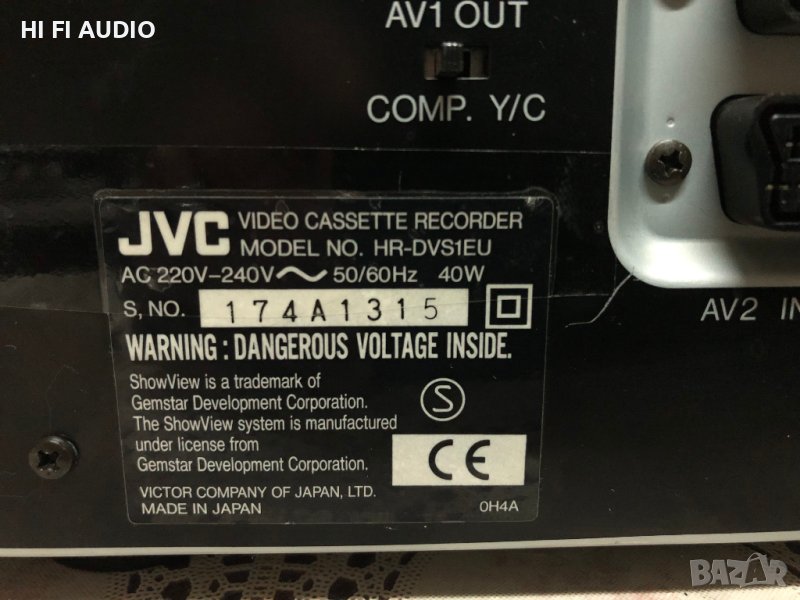 HI FI AUDIO
AV1 OUT
COMP. Y/C
JVC VIDEO CASSETTE RECORDER
MODEL NO. HR-DVS1EU
AC 220V-240V~ 50/60Hz 40W
S, NO. 174A1315
WARNING : DANGEROUS VOLTAGE INSIDE.
ShowView is a trademark of
Gemstar Development Corporation.
The ShowView system is manufactured
under license from
Gemstar Development Corporation.
S
CE
VICTOR COMPANY OF JAPAN, LTD.
MADE IN JAPAN
0H4A
AV2 IN
BAZAR